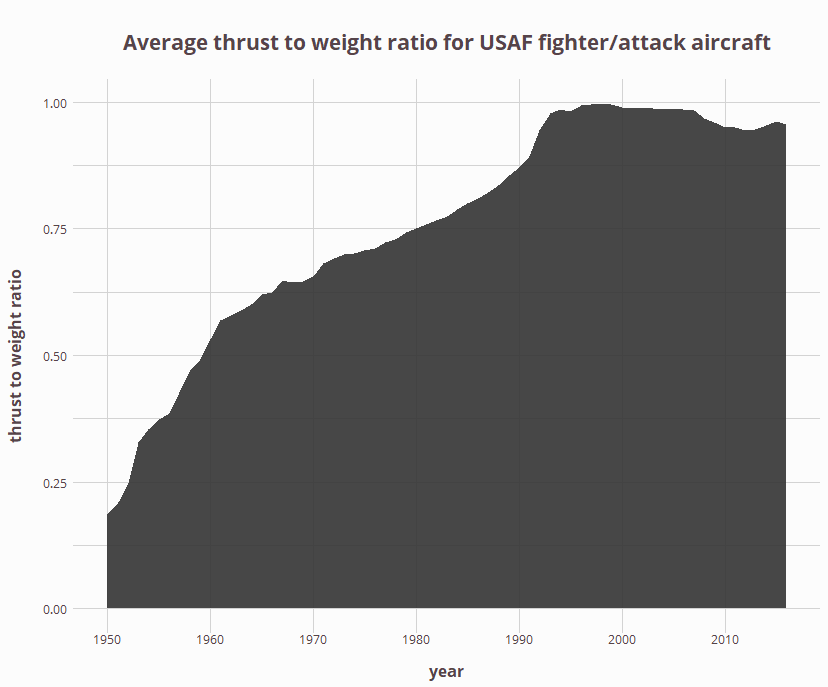 Average thrust to weight ratio for USAF fighter/attack aircraft
thrust to weight ratio
1.00
0.75
0.50
0.25
0.00
1950 1960 1970 1980 1990 2000 2010
year